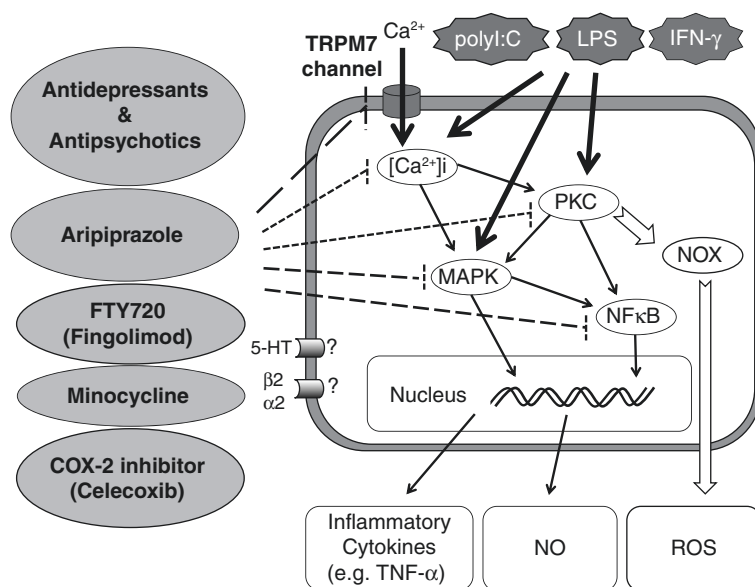 Ca²⁺
polyI:C
LPS
IFN-γ
TRPM7
channel
Antidepressants
&
Antipsychotics
[Ca²⁺]i
PKC
Aripiprazole
NOX
MAPK
FTY720
(Fingolimod)
NFκB
5-HT
?
Minocycline
β2
α2
?
Nucleus
COX-2 inhibitor
(Celecoxib)
Inflammatory
Cytokines
(e.g. TNF-α)
NO
ROS